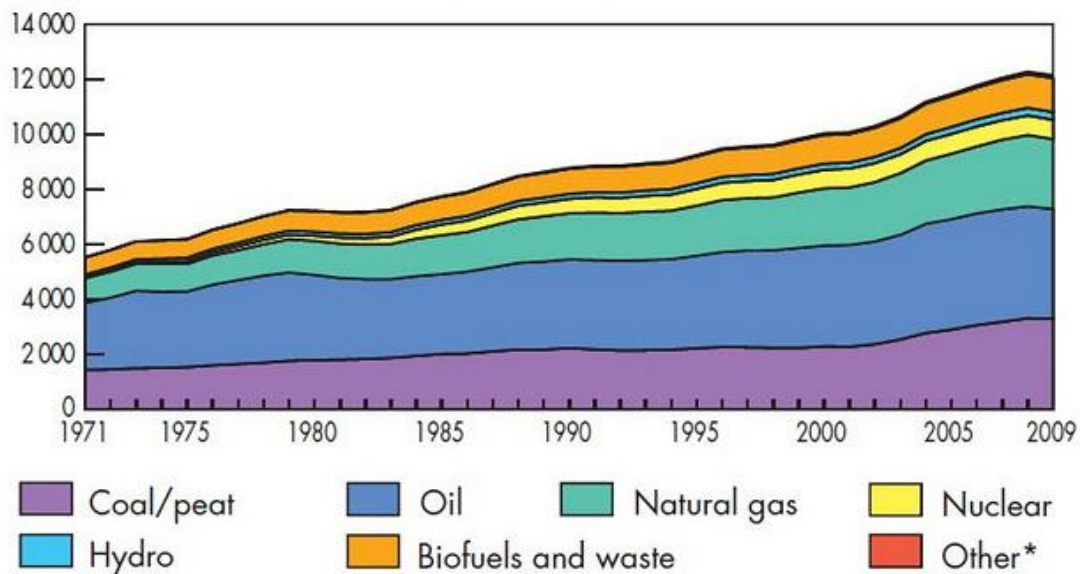 14 000
12 000
10 000
8 000
6 000
4 000
2 000
0
1971 1975 1980 1985 1990 1995 2000 2005 2009
Coal/peat Oil Natural gas Nuclear
Hydro Biofuels and waste Other*